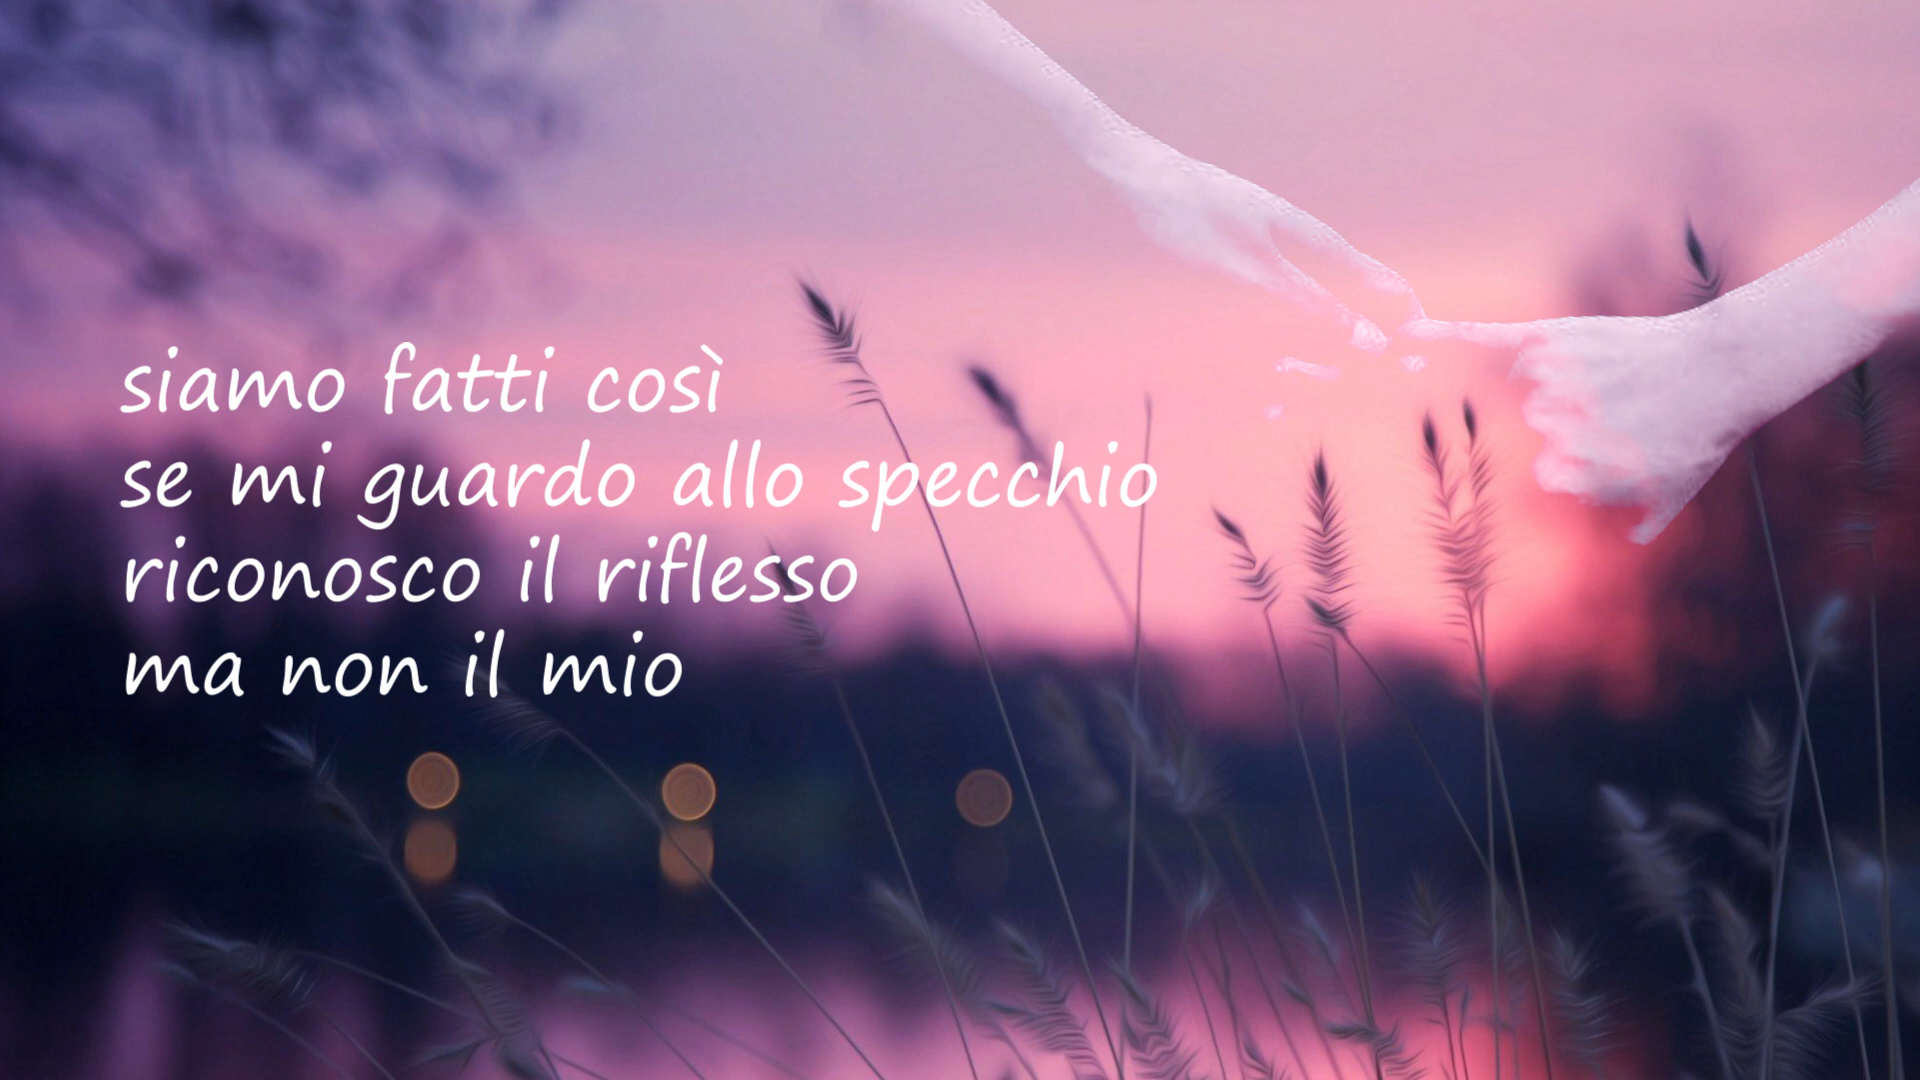 siamo fatti così
se mi guardo allo specchio
riconosco il riflesso
ma non il mio